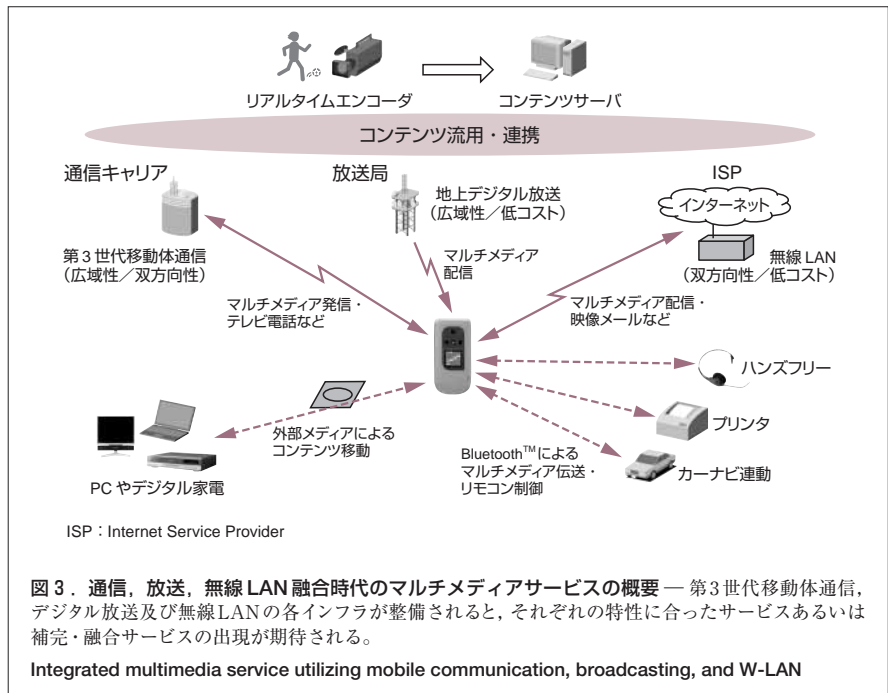 リアルタイムエンコーダ
コンテンツサーバ
コンテンツ流用・連携
通信キャリア
第3世代移動体通信
(広域性/双方向性)
放送局
地上デジタル放送
(広域性/低コスト)
ISP
インターネット
無線 LAN
(双方向性/低コスト)
マルチメディア
配信
マルチメディア発信・
テレビ電話など
マルチメディア配信・
映像メールなど
ハンズフリー
プリンタ
カーナビ連動
外部メディアによる
コンテンツ移動
Bluetooth™による
マルチメディア伝送・
リモコン制御
PC やデジタル家電
ISP:Internet Service Provider
図3.通信,放送,無線 LAN 融合時代のマルチメディアサービスの概要 — 第3世代移動体通信,
デジタル放送及び無線LANの各インフラが整備されると,それぞれの特性に合ったサービスあるいは
補完・融合サービスの出現が期待される。
Integrated multimedia service utilizing mobile communication, broadcasting, and W-LAN